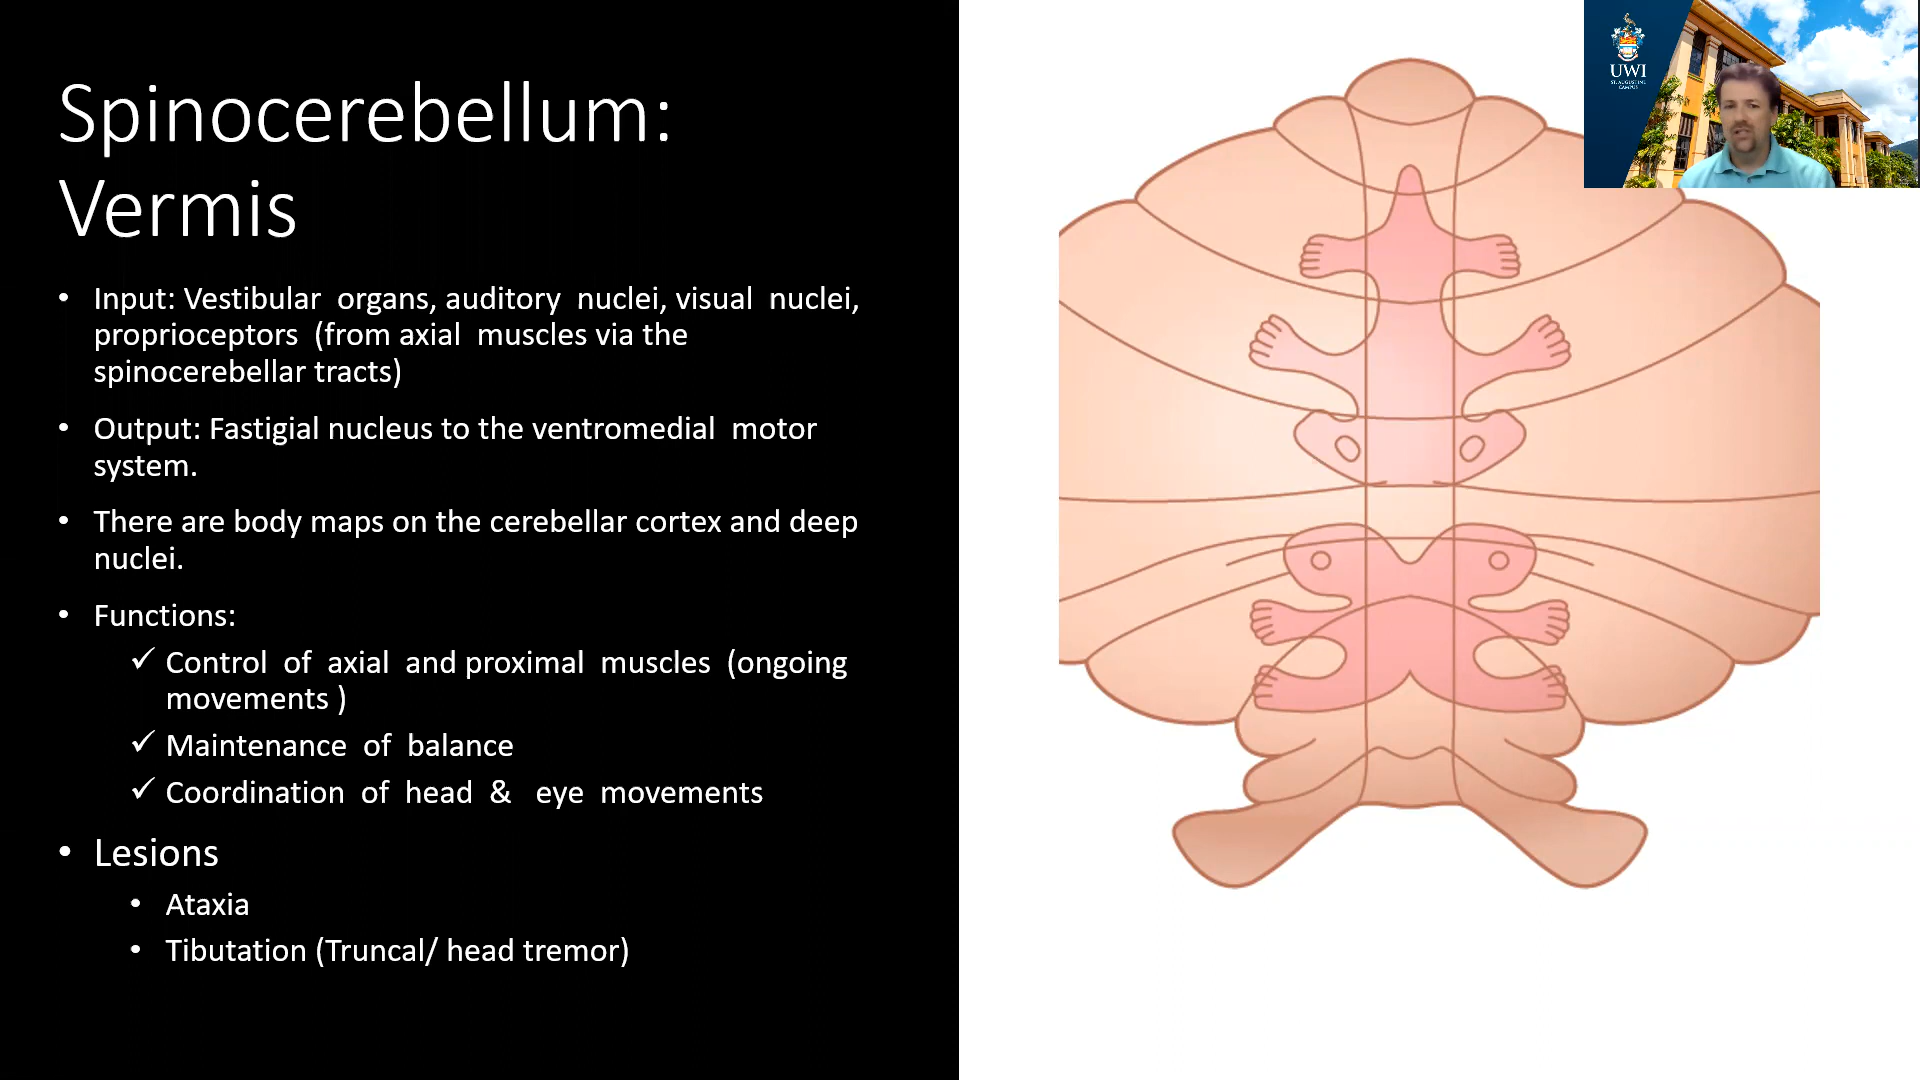 Spinocerebellum:
Vermis
• Input: Vestibular organs, auditory nuclei, visual nuclei,
proprioceptors (from axial muscles via the
spinocerebellar tracts)
• Output: Fastigial nucleus to the ventromedial motor
system.
• There are body maps on the cerebellar cortex and deep
nuclei.
• Functions:
✓ Control of axial and proximal muscles (ongoing
movements )
✓ Maintenance of balance
✓ Coordination of head & eye movements
• Lesions
• Ataxia
• Tibutation (Truncal/ head tremor)
UWI
ST. AUGUSTINE
CAMPUS